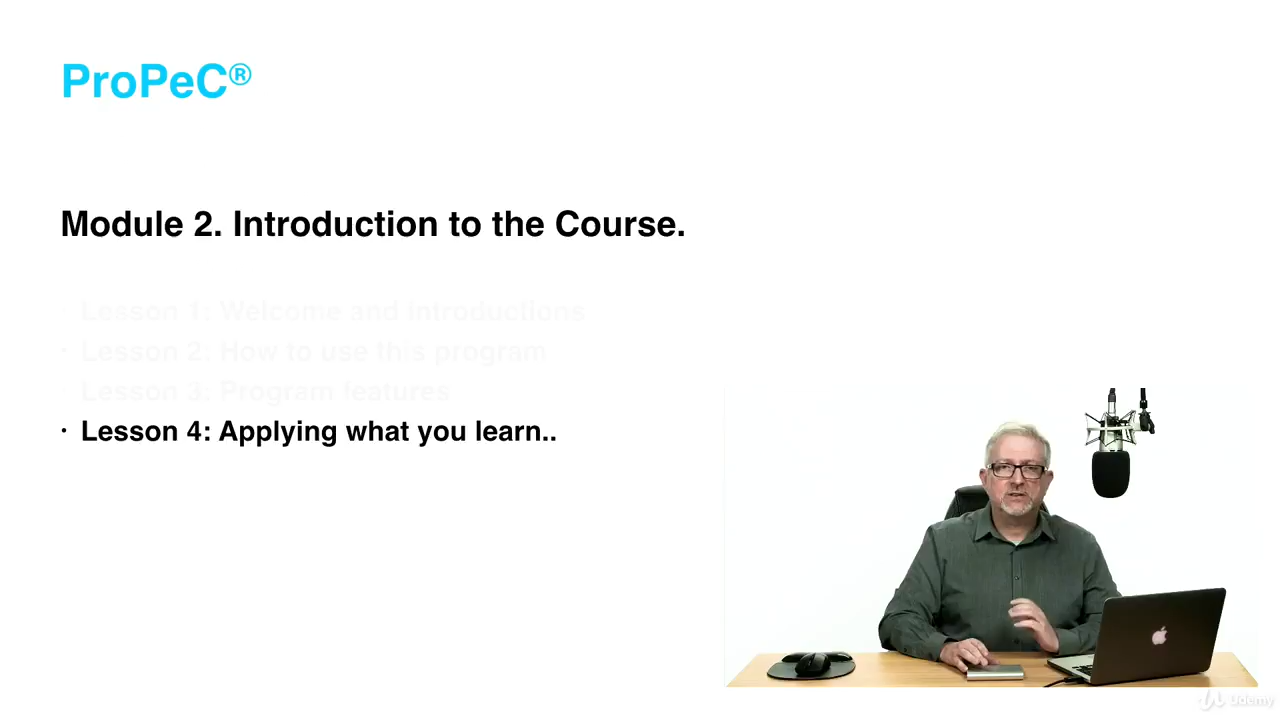 ProPeC®
Module 2. Introduction to the Course.
Lesson 1: Welcome and introductions
· Lesson 2: How to use this program
Lesson 3: Program features
· Lesson 4: Applying what you learn..
Udemy